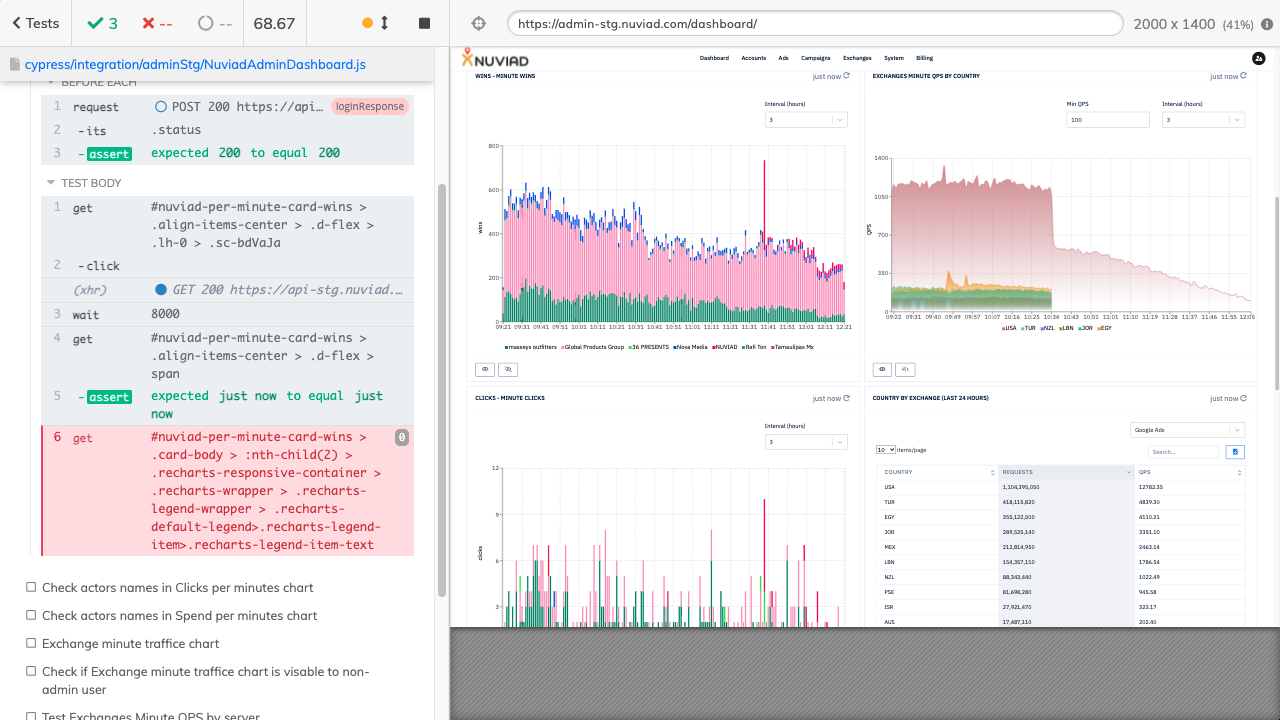 Tests
3
--
--
68.67
https://admin-stg.nuviad.com/dashboard/
2000 x 1400 (41%)
cypress/integration/adminStg/NuviadAdminDashboard.js
BEFORE EACH
1 request POST 200 https://api… loginResponse
2 -its .status
3 -assert expected 200 to equal 200
TEST BODY
1 get #nuviad-per-minute-card-wins >
.align-items-center > .d-flex >
.lh-0 > .sc-bdVaJa
2 -click
(xhr) GET 200 https://api-stg.nuviad.…
3 wait 8000
4 get #nuviad-per-minute-card-wins >
.align-items-center > .d-flex >
span
5 -assert expected just now to equal just
now
6 get #nuviad-per-minute-card-wins > 0
.card-body > :nth-child(2) >
.recharts-responsive-container >
.recharts-wrapper > .recharts-
legend-wrapper > .recharts-
default-legend>.recharts-legend-
item>.recharts-legend-item-text
Check actors names in Clicks per minutes chart
Check actors names in Spend per minutes chart
Exchange minute traffice chart
Check if Exchange minute traffice chart is visable to non-
admin user
Test Exchanges Minute QPS by server
NUVIAD
Dashboard Accounts Ads Campaigns Exchanges System Billing
WINS - MINUTE WINS just now
Interval (hours)
3
800
600
400
200
0
wins
09:21 09:31 09:41 09:51 10:01 10:11 10:21 10:31 10:41 10:51 11:01 11:11 11:21 11:31 11:41 11:51 12:01 12:11 12:21
masseys outfitters Global Products Group 36 PRESENTS Nova Media NUVIAD Rafi Ton Tamaulipas Mx
EXCHANGES MINUTE QPS BY COUNTRY just now
Min QPS Interval (hours)
100 3
1400
1050
700
350
0
QPS
09:22 09:31 09:40 09:49 09:57 10:07 10:16 10:26 10:34 10:43 10:51 11:01 11:10 11:19 11:28 11:37 11:46 11:55 12:05
USA TUR NZL LBN JOR EGY
CLICKS - MINUTE CLICKS just now
Interval (hours)
3
12
9
6
3
clicks
COUNTRY BY EXCHANGE (LAST 24 HOURS) just now
Google Adx
10 items/page Search...
COUNTRY REQUESTS QPS
USA 1,104,395,050 12782.35
TUR 418,115,820 4839.30
EGY 355,122,500 4110.21
JOR 289,535,140 3351.10
MEX 212,814,950 2463.14
LBN 154,357,110 1786.54
NZL 88,343,440 1022.49
PSE 81,698,280 945.58
ISR 27,921,470 323.17
AUS 17,487,110 202.40